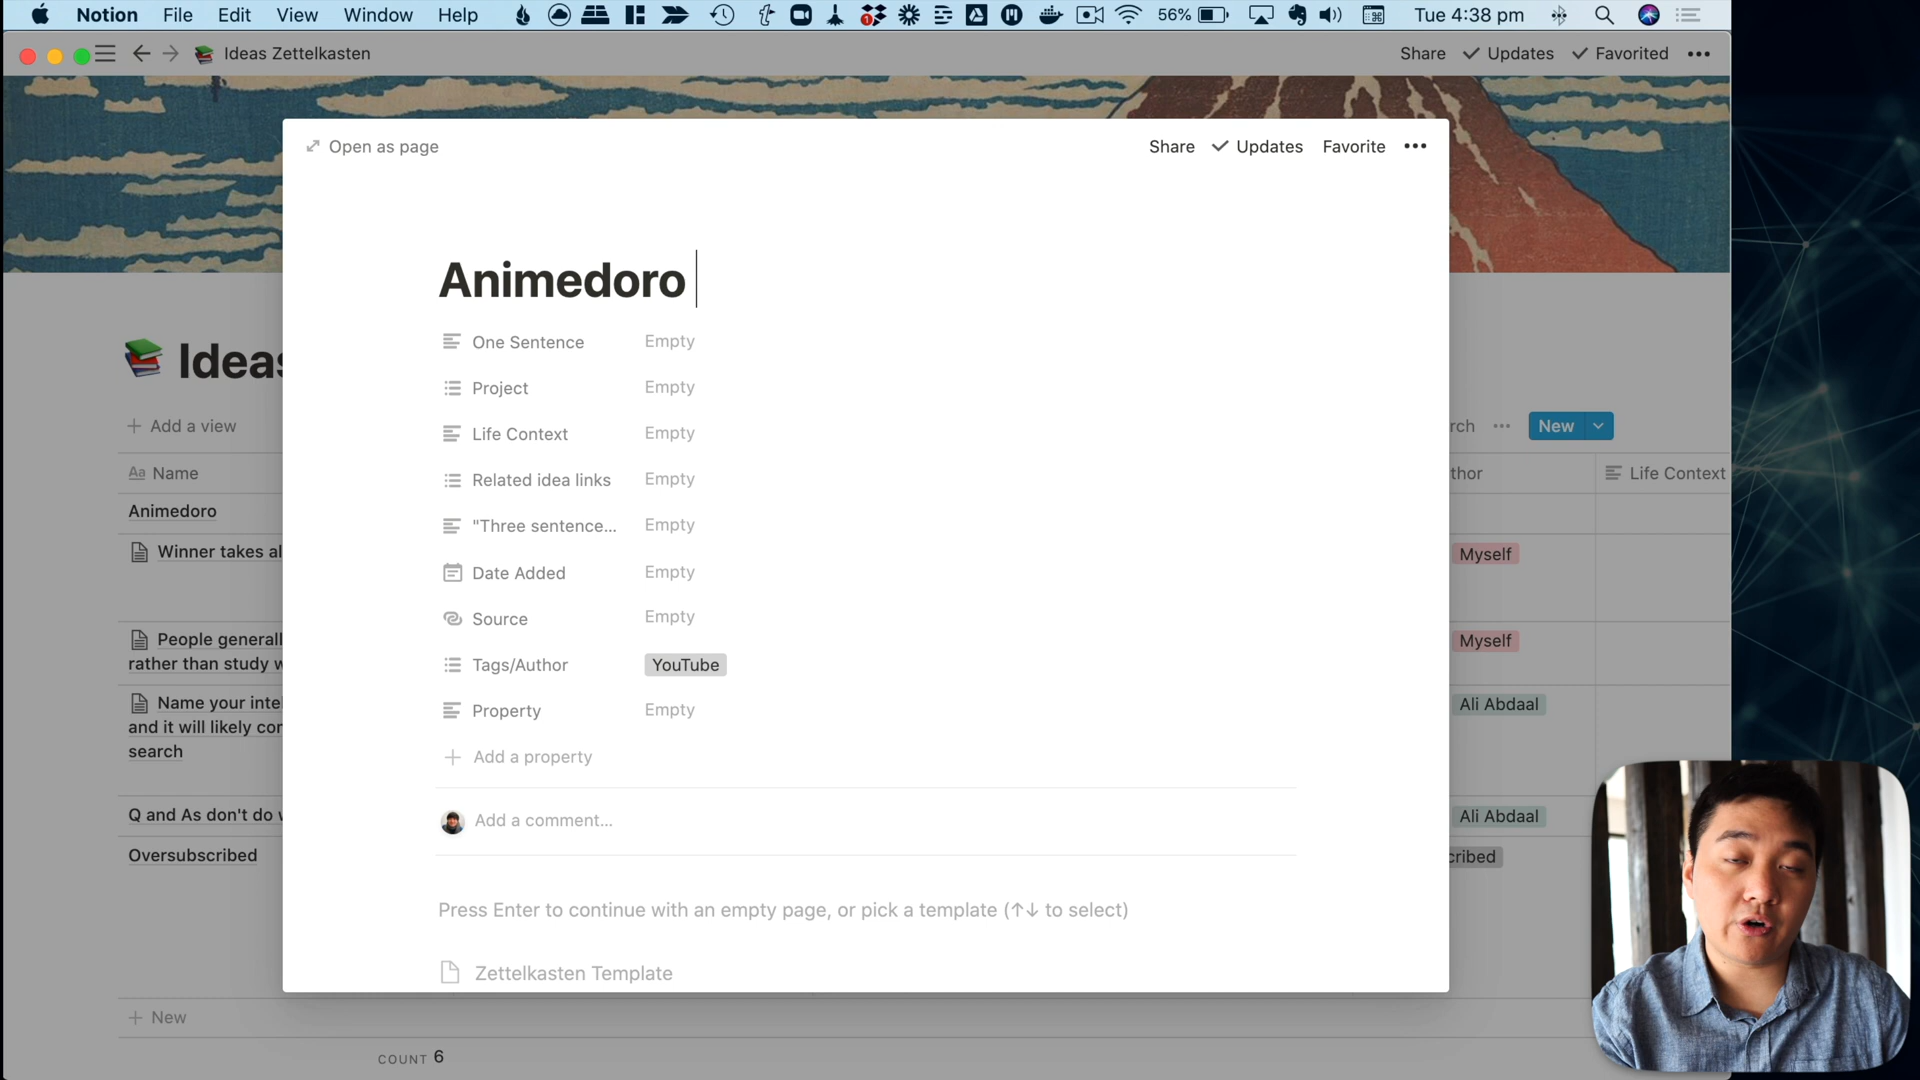 Notion File Edit View Window Help 1 56% Tue 4:38 pm
Ideas Zettelkasten Share Updates Favorited
Open as page Share Updates Favorite
Animedoro
One Sentence Empty
Project Empty
Life Context Empty
Related idea links Empty
"Three sentence... Empty
Date Added Empty
Source Empty
Tags/Author YouTube
Property Empty
Add a property
Add a comment...
Press Enter to continue with an empty page, or pick a template (↑↓ to select)
Zettelkasten Template
Ideas
Add a view
rch New
Aa Name
thor Life Context
Animedoro
Winner takes al
Myself
People generall
rather than study w
Myself
Name your intel
and it will likely cor
search
Ali Abdaal
Q and As don't do w
Ali Abdaal
Oversubscribed
cribed
New
COUNT 6